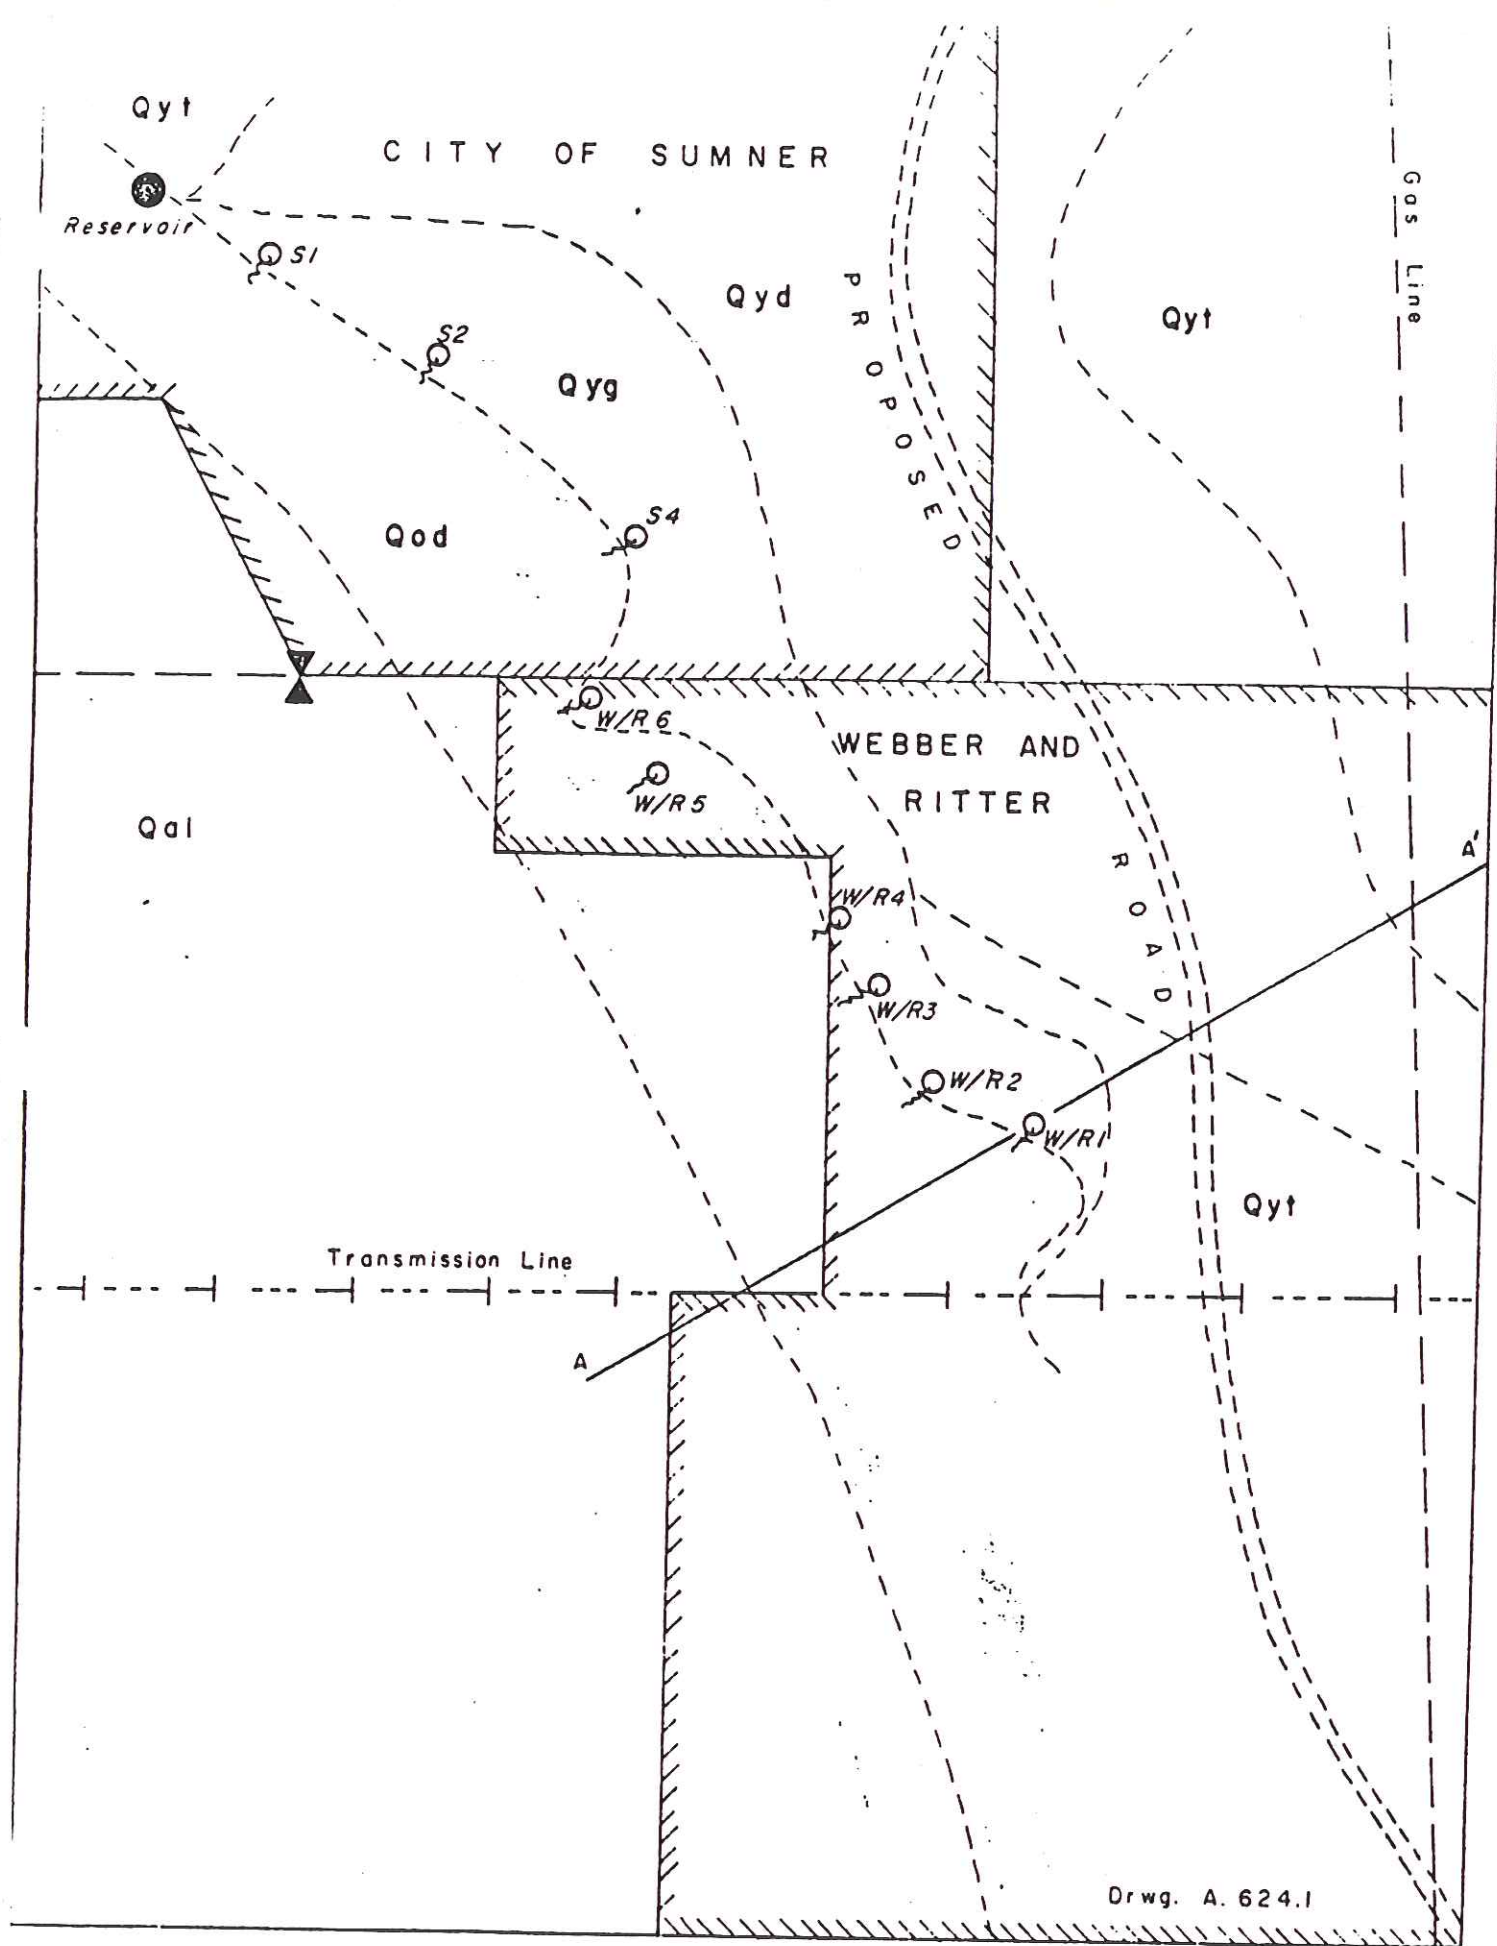 Qyt
CITY OF SUMNER
Reservoir
S1
Gas Line
Qyd
PROPOSED
Qyt
S2
Qyg
S4
Qod
W/R 6
WEBBER AND
RITTER
W/R5
Qal
ROAD
A'
W/R4
W/R3
W/R2
W/R1
Qyt
Transmission Line
A
Drwg. A. 624.1